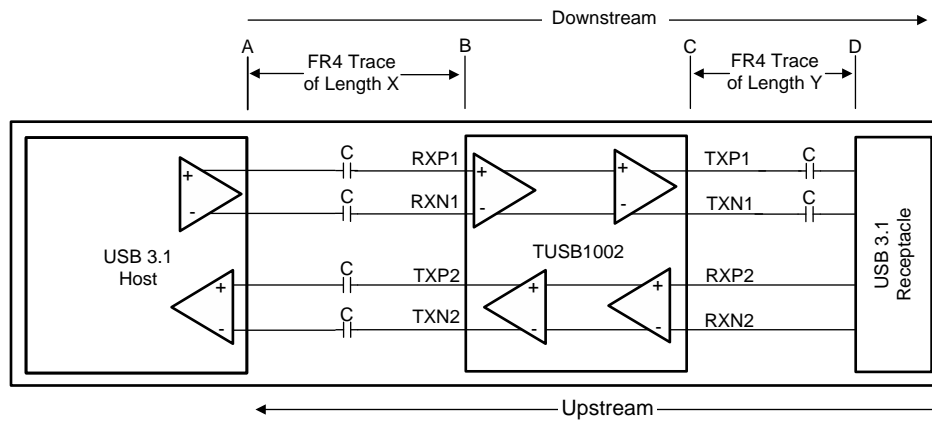 Downstream
A
B
C
D
FR4 Trace
of Length X
FR4 Trace
of Length Y
C
RXP1
TXP1
C
+
+
+
C
RXN1
TXN1
C
-
-
-
USB 3.1
Host
TUSB1002
USB 3.1
Receptacle
C
TXP2
RXP2
+
+
+
C
TXN2
RXN2
-
-
-
Upstream